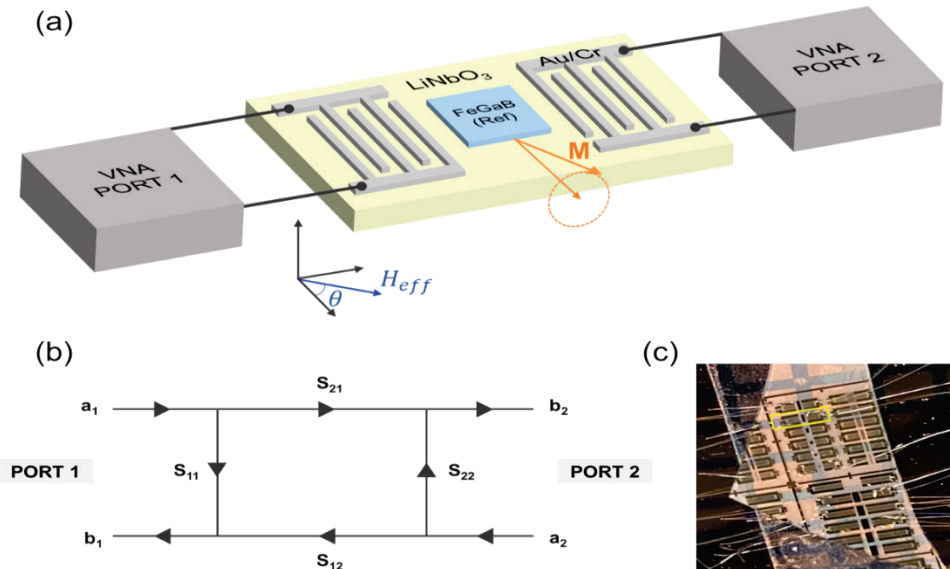 (a)
VNA
PORT 2
Au/Cr
LiNbO₃
FeGaB
(Ref)
M
VNA
PORT 1
H_eff
θ
(b)
(c)
S₂₁
a₁
b₂
PORT 1
S₁₁
S₂₂
PORT 2
b₁
a₂
S₁₂